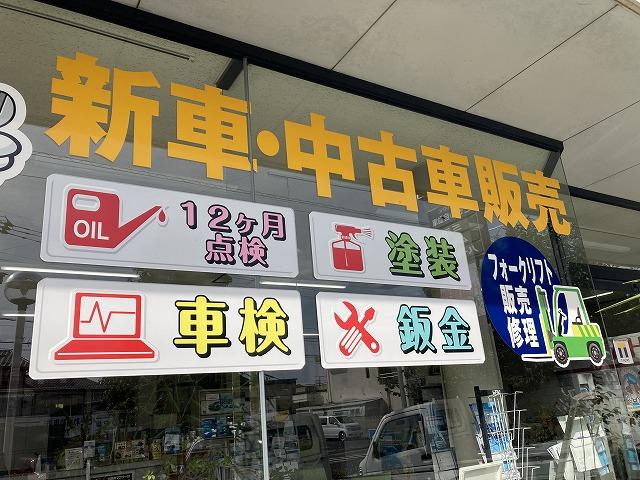 新車・中古車販売
OIL
12ヶ月
点検
塗装
車検
鈑金
フォークリフト
販売
修理